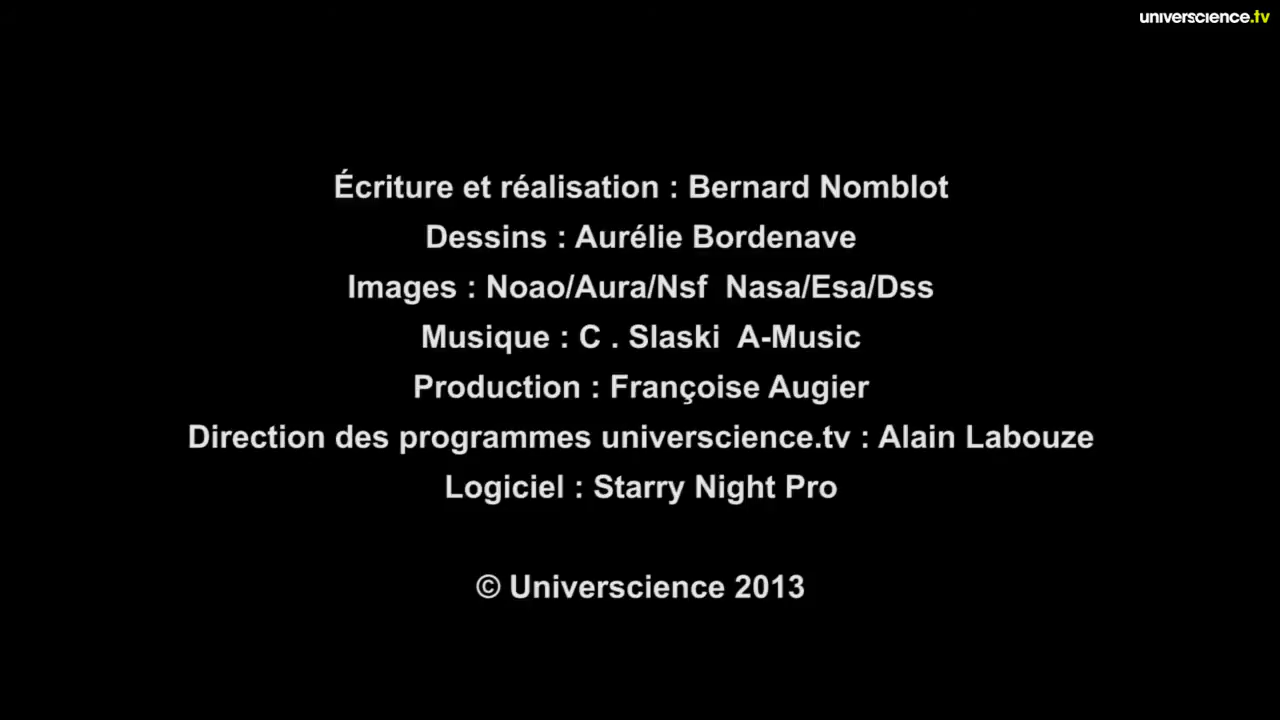 universcience.tv
Écriture et réalisation : Bernard Nomblot
Dessins : Aurélie Bordenave
Images : Noao/Aura/Nsf  Nasa/Esa/Dss
Musique : C . Slaski  A-Music
Production : Françoise Augier
Direction des programmes universcience.tv : Alain Labouze
Logiciel : Starry Night Pro
© Universcience 2013